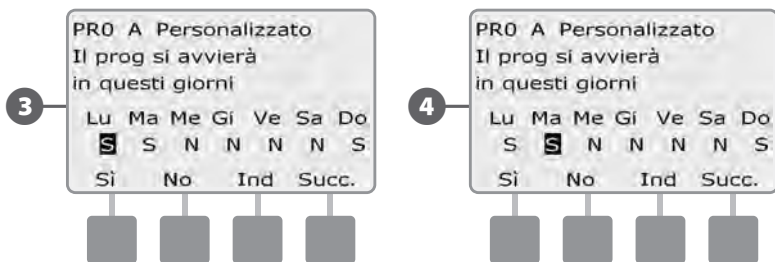 3
PR0 A Personalizzato
Il prog si avvierà
in questi giorni
Lu Ma Me Gi Ve Sa Do
S S N N N N S
Sì No Ind Succ.
4
PR0 A Personalizzato
Il prog si avvierà
in questi giorni
Lu Ma Me Gi Ve Sa Do
S S N N N N S
Sì No Ind Succ.